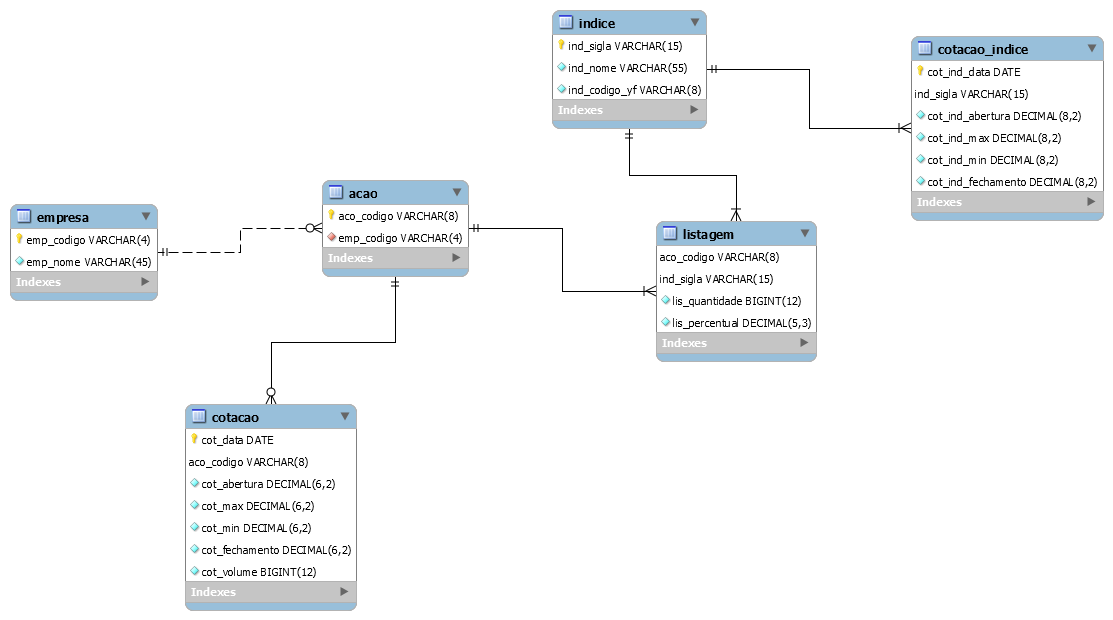 indice
ind_sigla VARCHAR(15)
ind_nome VARCHAR(55)
ind_codigo_yf VARCHAR(8)
Indexes
cotacao_indice
cot_ind_data DATE
ind_sigla VARCHAR(15)
cot_ind_abertura DECIMAL(8,2)
cot_ind_max DECIMAL(8,2)
cot_ind_min DECIMAL(8,2)
cot_ind_fechamento DECIMAL(8,2)
Indexes
empresa
emp_codigo VARCHAR(4)
emp_nome VARCHAR(45)
Indexes
acao
aco_codigo VARCHAR(8)
emp_codigo VARCHAR(4)
Indexes
listagem
aco_codigo VARCHAR(8)
ind_sigla VARCHAR(15)
lis_quantidade BIGINT(12)
lis_percentual DECIMAL(5,3)
Indexes
cotacao
cot_data DATE
aco_codigo VARCHAR(8)
cot_abertura DECIMAL(6,2)
cot_max DECIMAL(6,2)
cot_min DECIMAL(6,2)
cot_fechamento DECIMAL(6,2)
cot_volume BIGINT(12)
Indexes